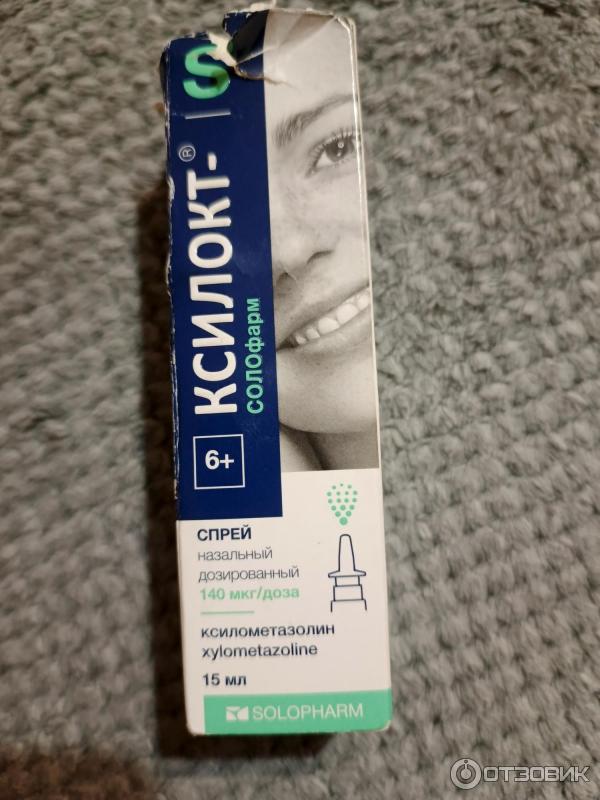 S
КСИЛОКТ-®
СОЛОфарм
6+
СПРЕЙ
назальный
дозированный
140 мкг/доза
ксилометазолин
xylometazoline
15 мл
SOLOPHARM
ОТЗОВИК